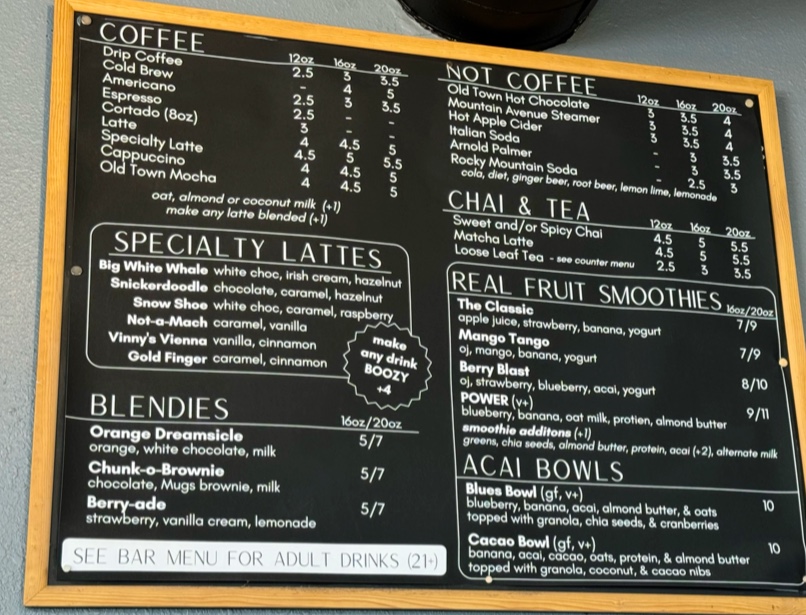 COFFEE
12oz 16oz 20oz
Drip Coffee 2.5 3 3.5
Cold Brew - 4 5
Americano 2.5 3 3.5
Espresso 2.5 - -
Cortado (8oz) 3 - -
Latte 4 4.5 5
Specialty Latte 4.5 5 5.5
Cappuccino 4 4.5 5
Old Town Mocha 4 4.5 5
oat, almond or coconut milk (+1)
make any latte blended (+1)
SPECIALTY LATTES
Big White Whale white choc, irish cream, hazelnut
Snickerdoodle chocolate, caramel, hazelnut
Snow Shoe white choc, caramel, raspberry
Not-a-Mach caramel, vanilla
Vinny's Vienna vanilla, cinnamon
Gold Finger caramel, cinnamon
make
any drink
BOOZY
+4
BLENDIES
16oz/20oz
Orange Dreamsicle 5/7
orange, white chocolate, milk
Chunk-o-Brownie 5/7
chocolate, Mugs brownie, milk
Berry-ade 5/7
strawberry, vanilla cream, lemonade
SEE BAR MENU FOR ADULT DRINKS (21+)
NOT COFFEE
12oz 16oz 20oz
Old Town Hot Chocolate 3 3.5 4
Mountain Avenue Steamer 3 3.5 4
Hot Apple Cider 3 3.5 4
Italian Soda - 3 3.5
Arnold Palmer - 3 3.5
Rocky Mountain Soda - 2.5 3
cola, diet, ginger beer, root beer, lemon lime, lemonade
CHAI & TEA
12oz 16oz 20oz
Sweet and/or Spicy Chai 4.5 5 5.5
Matcha Latte 4.5 5 5.5
Loose Leaf Tea - see counter menu 2.5 3 3.5
REAL FRUIT SMOOTHIES
16oz/20oz
The Classic 7/9
apple juice, strawberry, banana, yogurt
Mango Tango 7/9
oj, mango, banana, yogurt
Berry Blast 8/10
oj, strawberry, blueberry, acai, yogurt
POWER (v+) 9/11
blueberry, banana, oat milk, protien, almond butter
smoothie additons (+1)
greens, chia seeds, almond butter, protein, acai (+2), alternate milk
ACAI BOWLS
Blues Bowl (gf, v+) 10
blueberry, banana, acai, almond butter, & oats
topped with granola, chia seeds, & cranberries
Cacao Bowl (gf, v+) 10
banana, acai, cacao, oats, protein, & almond butter
topped with granola, coconut, & cacao nibs